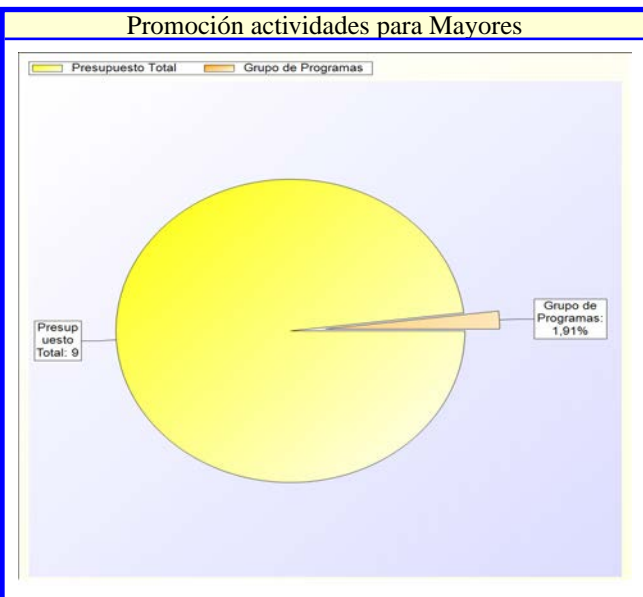 Promoción actividades para Mayores
Presupuesto Total
Grupo de Programas
Presup
uesto
Total: 9
Grupo de
Programas:
1,91%